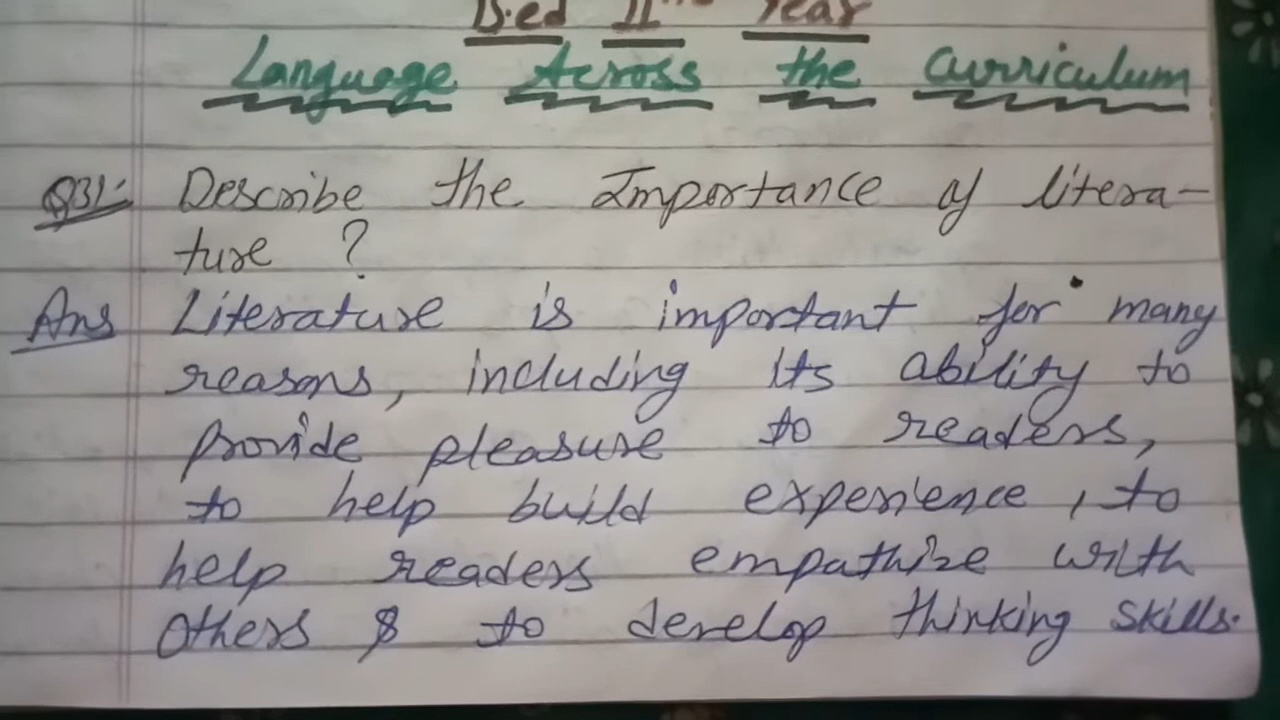 B.ed IInd Year
Language Across the Curriculum
Q31:- Describe the Importance of litera-
ture ?
Ans Literature is important for many
reasons, including its ability to
provide pleasure to readers,
to help build experience, to
help readers empathize with
others & to develop thinking skills.